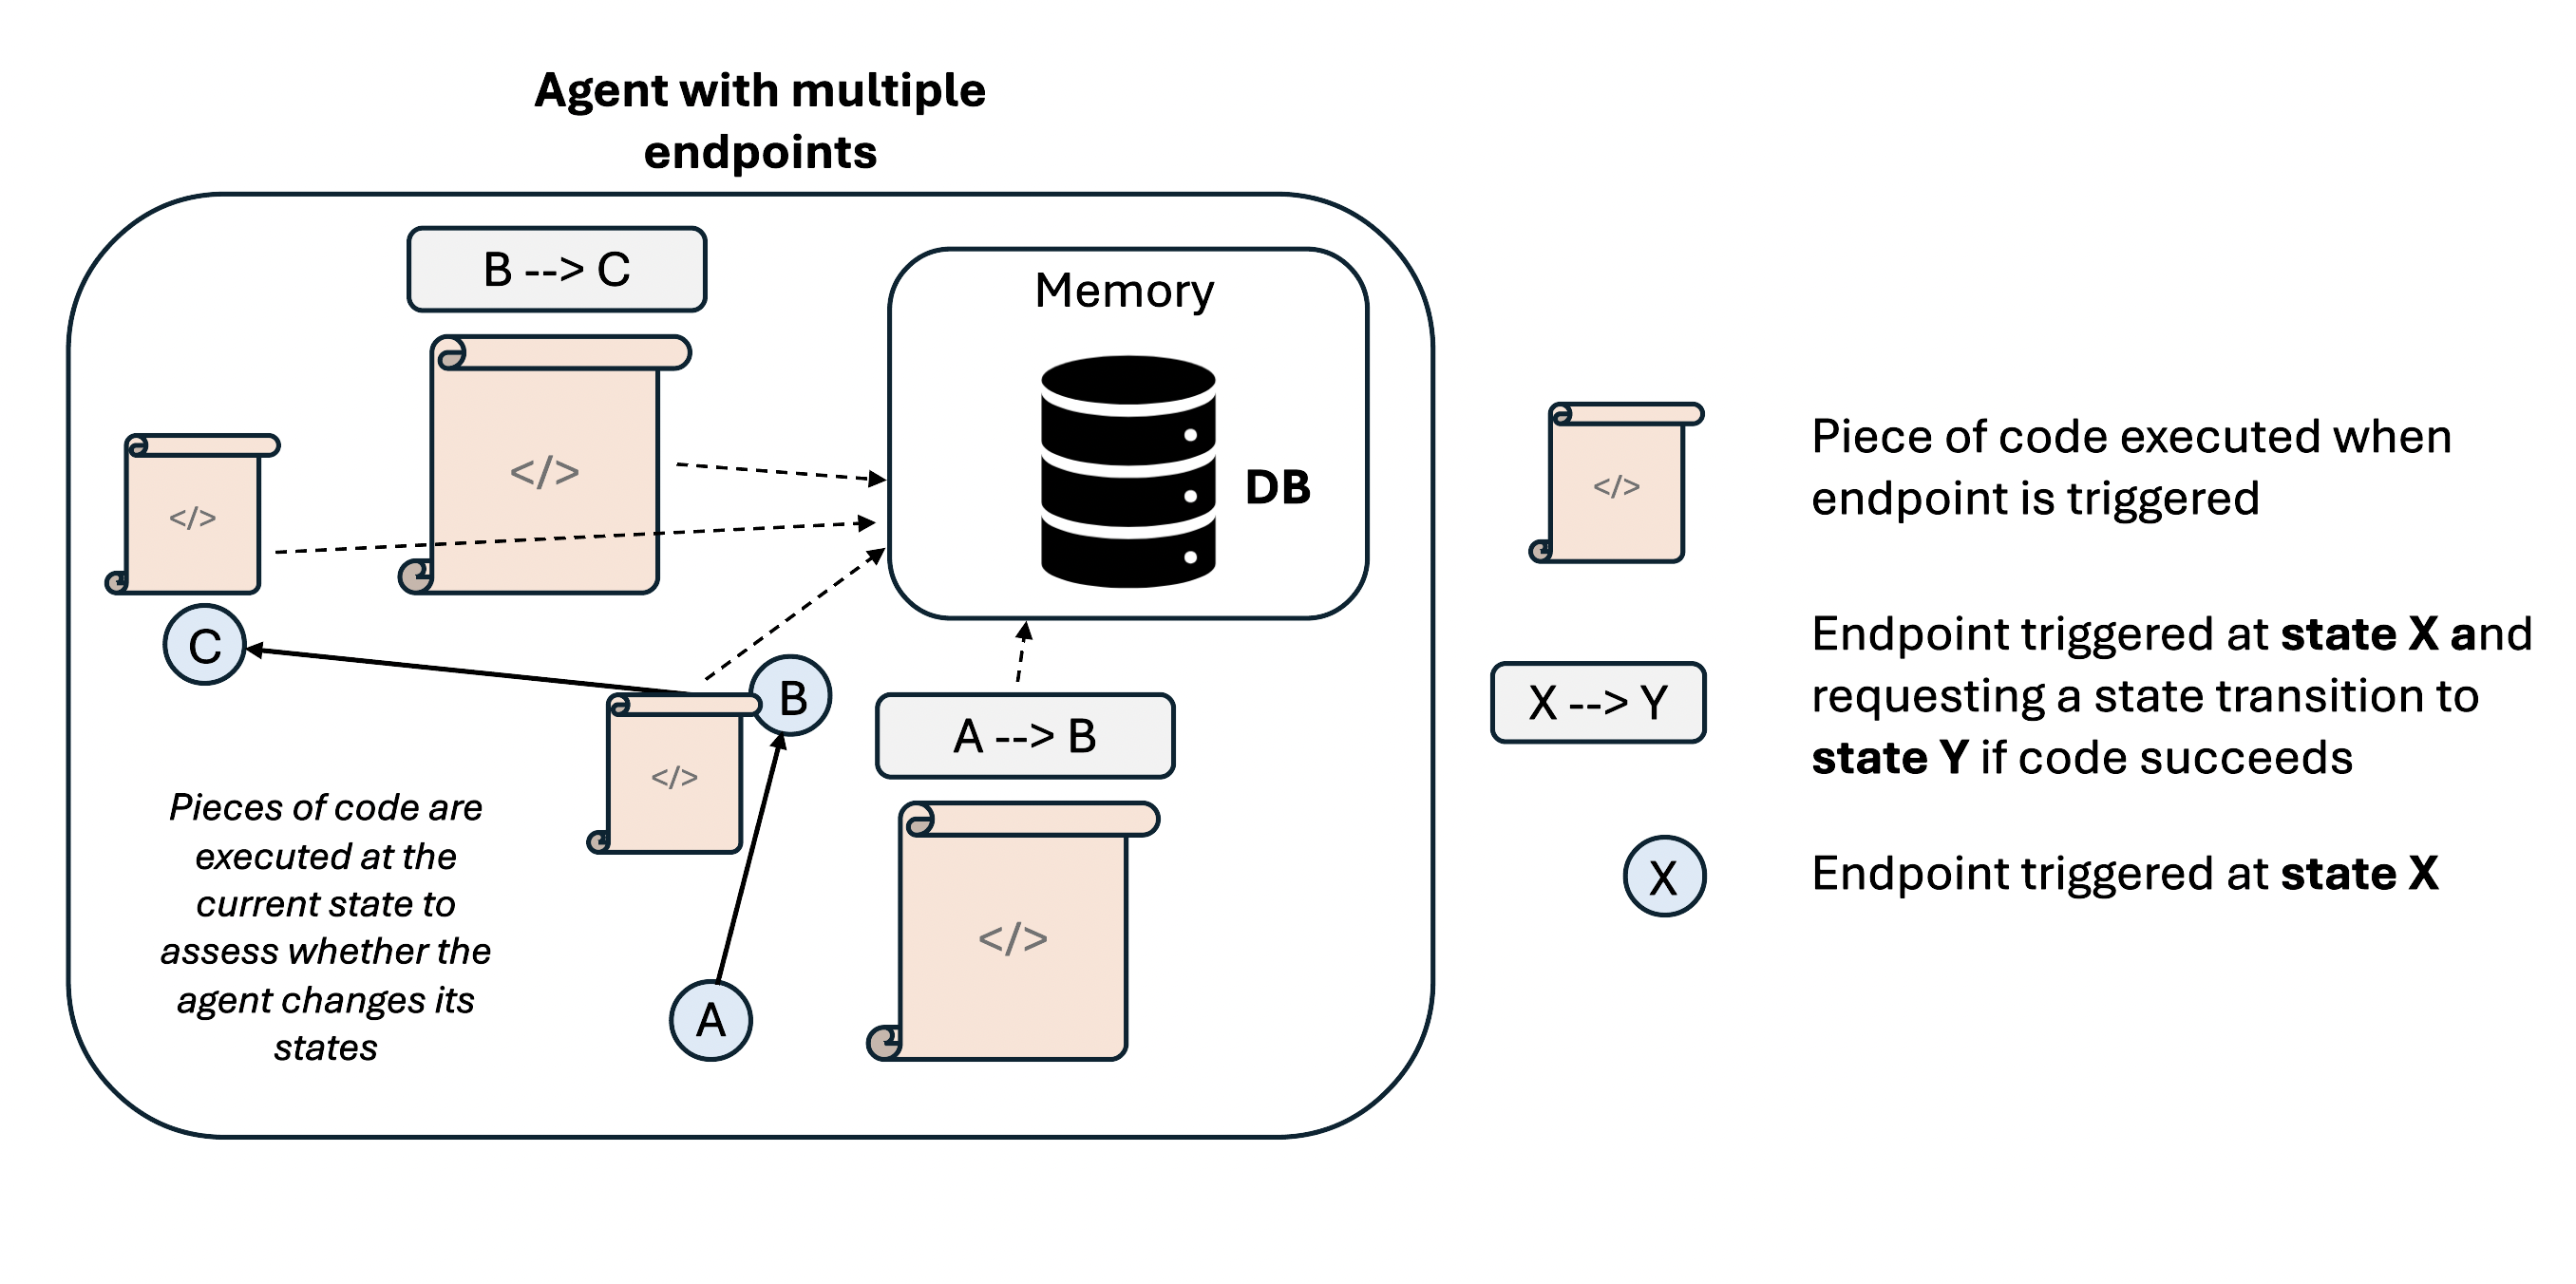 Agent with multiple
endpoints
B --> C
Memory
DB
</>
</>
C
B
A --> B
</>
</>
A
Pieces of code are
executed at the
current state to
assess whether the
agent changes its
states
</>
Piece of code executed when
endpoint is triggered
X --> Y
Endpoint triggered at state X and
requesting a state transition to
state Y if code succeeds
X
Endpoint triggered at state X